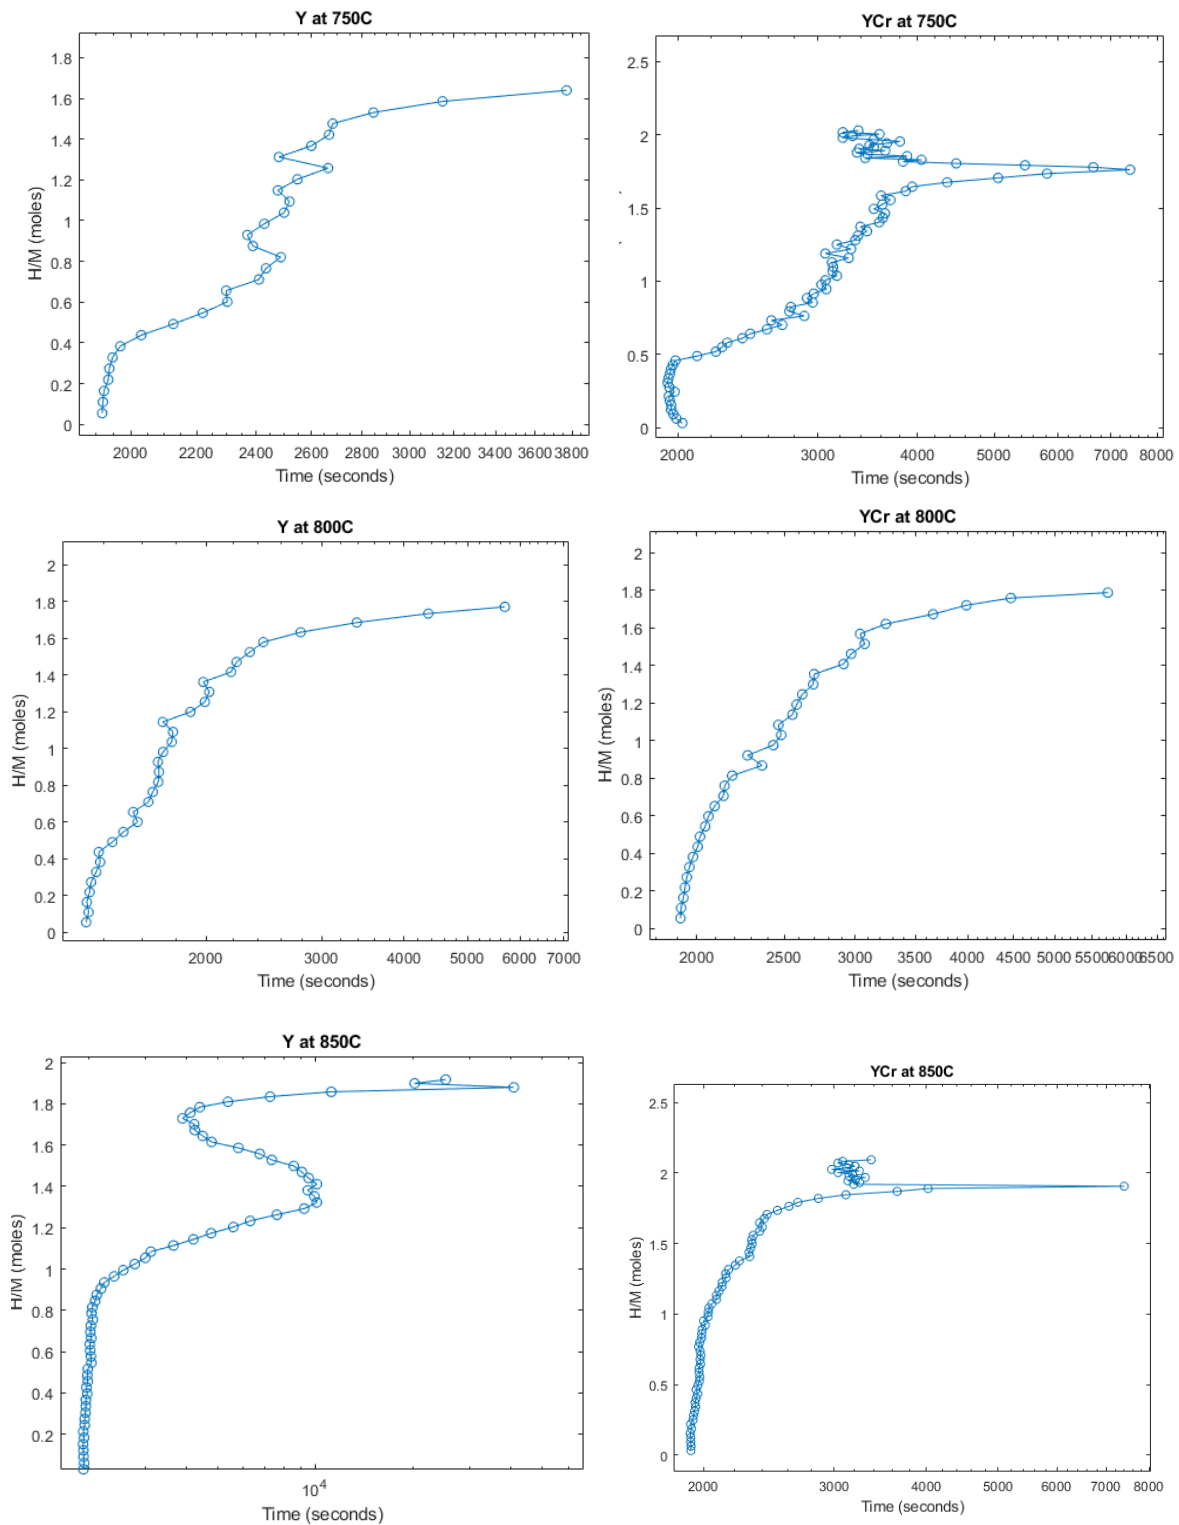 Y at 750C
H/M (moles)
1.8
1.6
1.4
1.2
1
0.8
0.6
0.4
0.2
0
2000 2200 2400 2600 2800 3000 3200 3400 3600 3800
Time (seconds)
YCr at 750C
2.5
2
1.5
1
0.5
0
2000 3000 4000 5000 6000 7000 8000
Time (seconds)
Y at 800C
H/M (moles)
2
1.8
1.6
1.4
1.2
1
0.8
0.6
0.4
0.2
0
2000 3000 4000 5000 6000 7000
Time (seconds)
YCr at 800C
H/M (moles)
2
1.8
1.6
1.4
1.2
1
0.8
0.6
0.4
0.2
0
2000 2500 3000 3500 4000 4500 5000 5500 6000 6500
Time (seconds)
Y at 850C
H/M (moles)
2
1.8
1.6
1.4
1.2
1
0.8
0.6
0.4
0.2
10⁴
Time (seconds)
YCr at 850C
H/M (moles)
2.5
2
1.5
1
0.5
0
2000 3000 4000 5000 6000 7000 8000
Time (seconds)